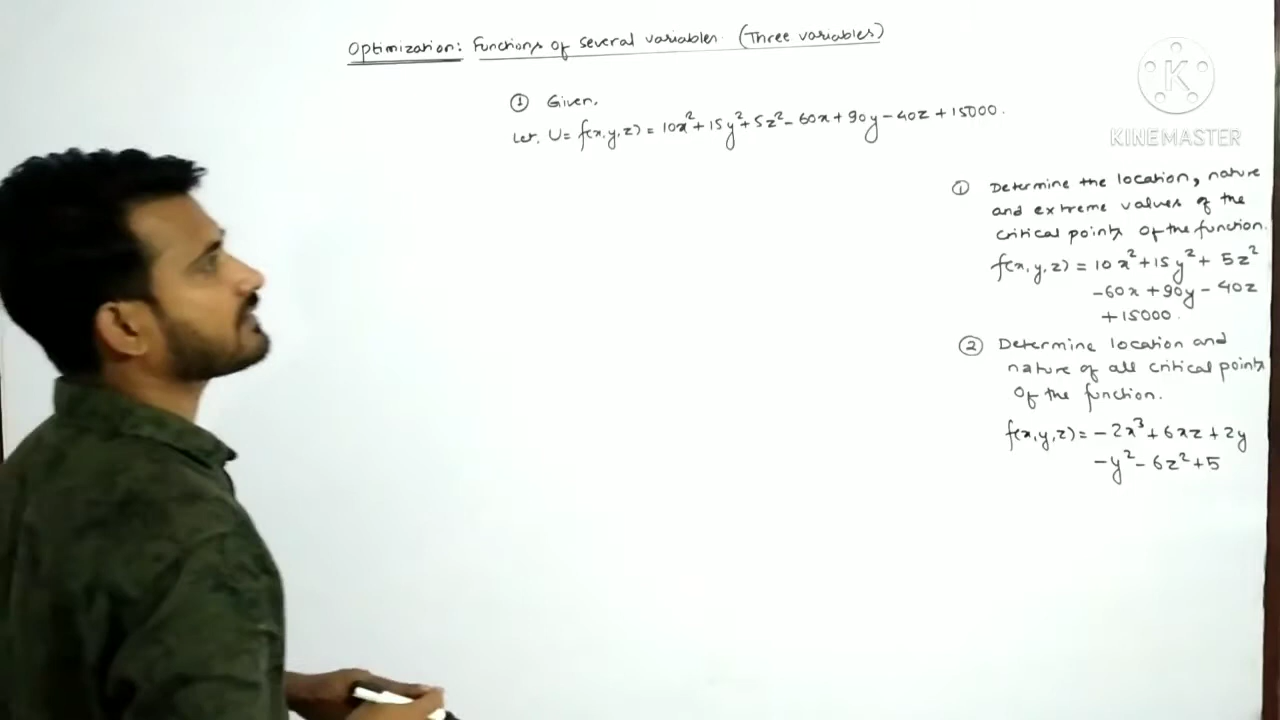 Optimization: Functions of several variables. (Three variables)
① Given,
Let, U = f(x,y,z) = 10x² + 15y² + 5z² - 60x + 90y - 40z + 15000.
K
KINEMASTER
① Determine the location, nature
and extreme values of the
critical points of the function.
f(x,y,z) = 10x² + 15y² + 5z²
-60x + 90y - 40z
+15000.
② Determine location and
nature of all critical points
of the function.
f(x,y,z) = -2x³ + 6xz + 2y
-y² - 6z² + 5